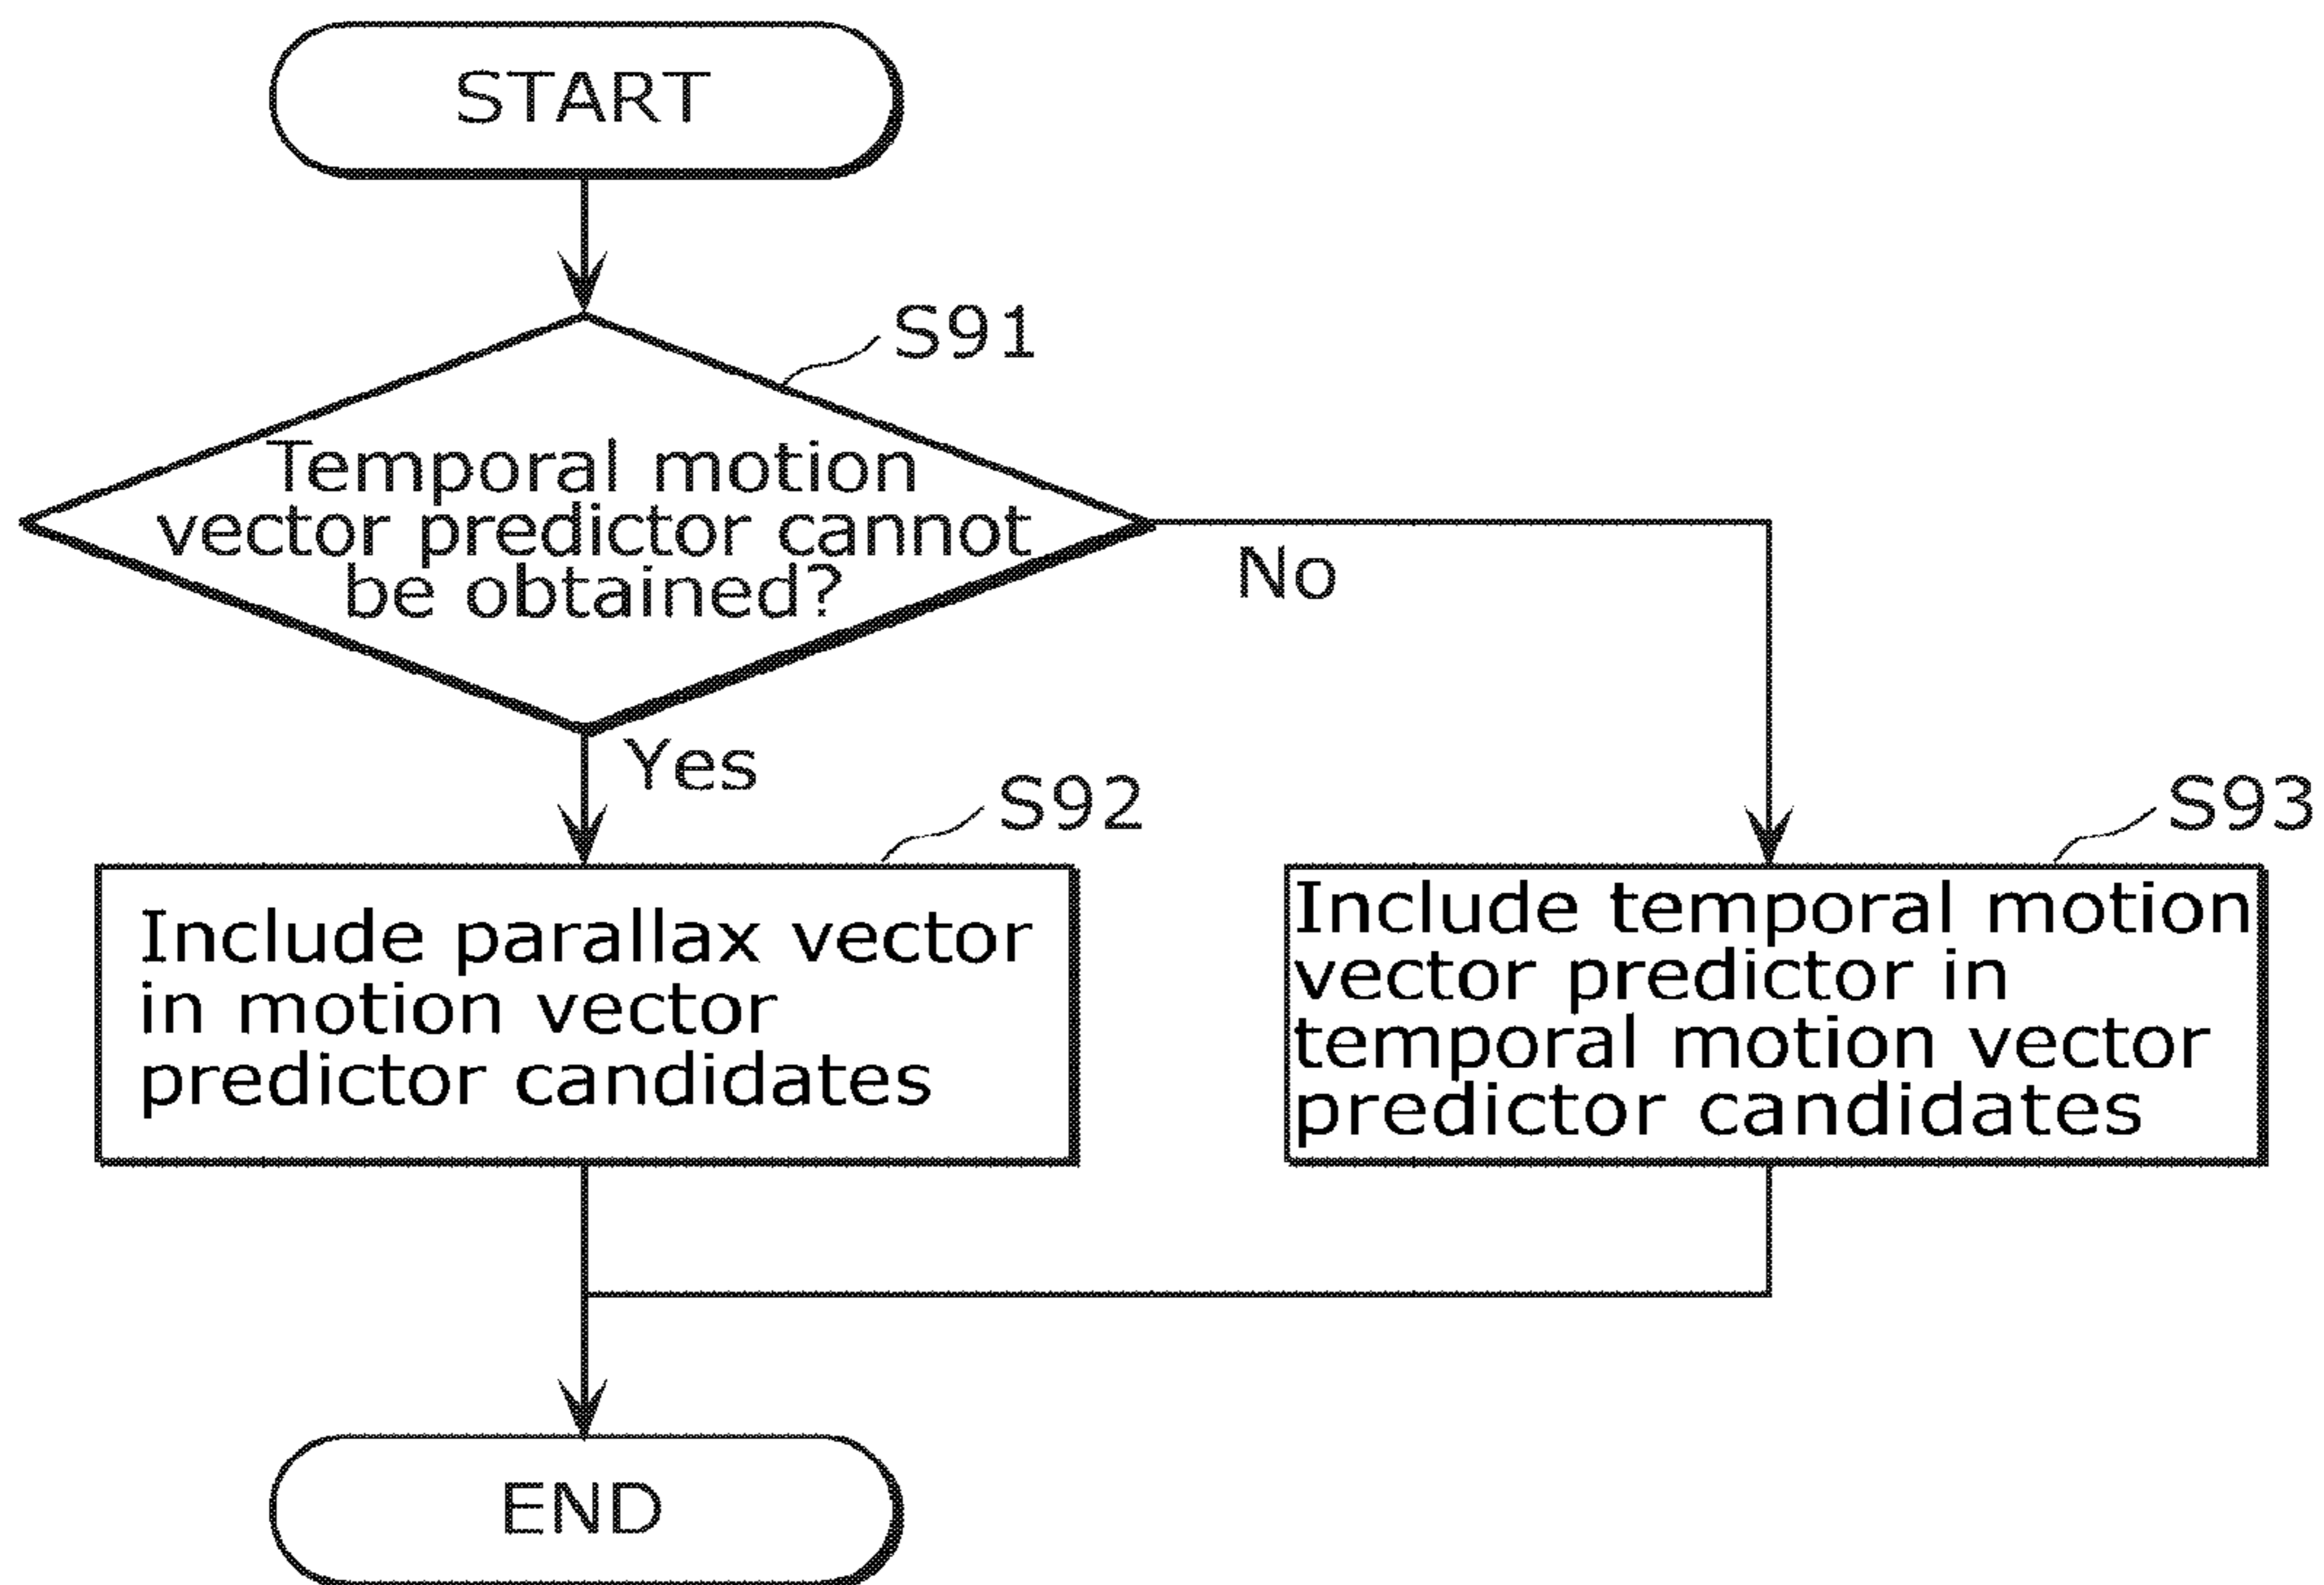 START
S91
Temporal motion
vector predictor cannot
be obtained?
No
Yes
S92
S93
Include parallax vector
in motion vector
predictor candidates
Include temporal motion
vector predictor in
temporal motion vector
predictor candidates
END